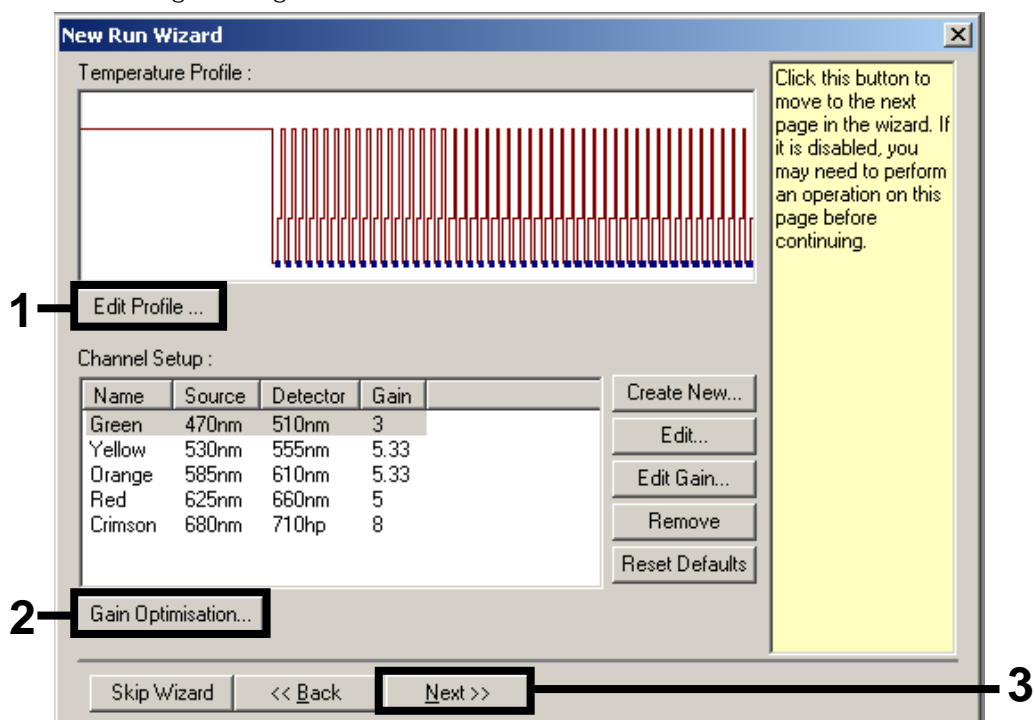 New Run Wizard
Temperature Profile :
Click this button to
move to the next
page in the wizard. If
it is disabled, you
may need to perform
an operation on this
page before
continuing.
1
Edit Profile ...
Channel Setup :
Name Source Detector Gain
Green 470nm 510nm 3
Yellow 530nm 555nm 5.33
Orange 585nm 610nm 5.33
Red 625nm 660nm 5
Crimson 680nm 710hp 8
Create New...
Edit...
Edit Gain...
Remove
Reset Defaults
2
Gain Optimisation...
Skip Wizard << Back Next >>
3